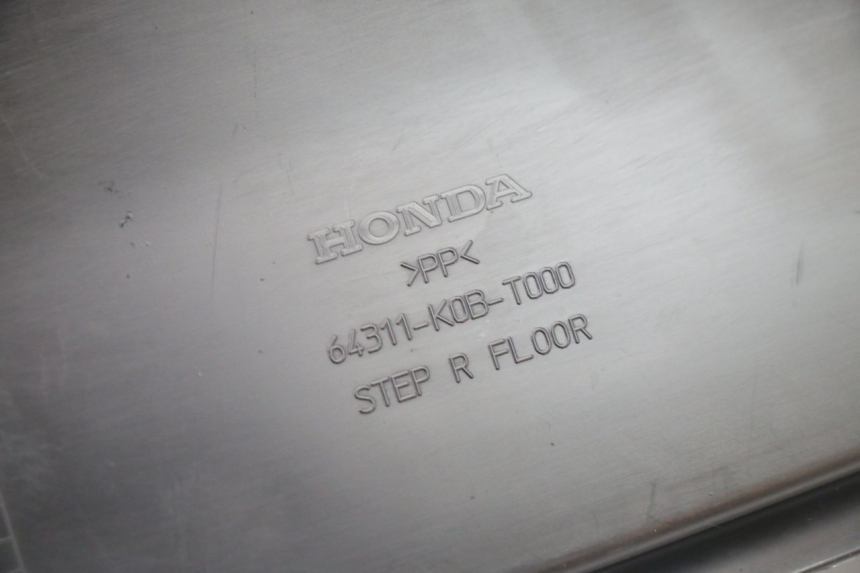 HONDA
>PP<
64311-K0B-T000
STEP R FLOOR